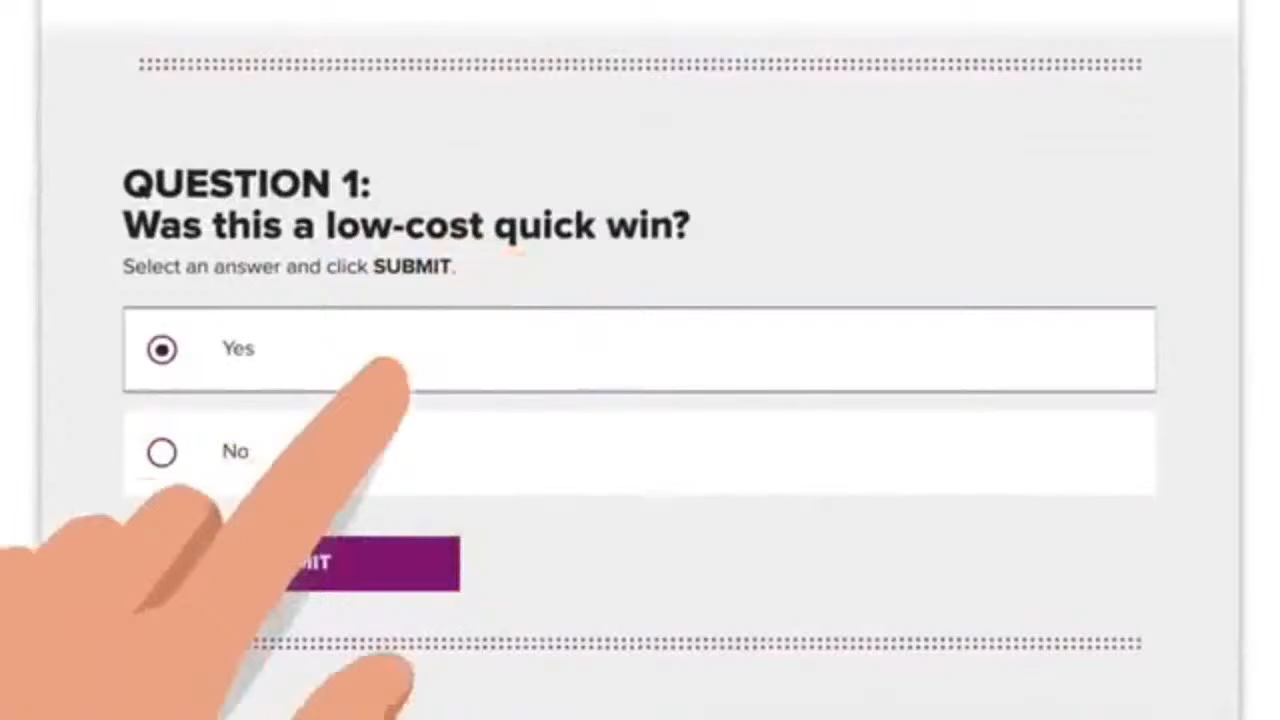 QUESTION 1:
Was this a low-cost quick win?
Select an answer and click SUBMIT.
Yes
No